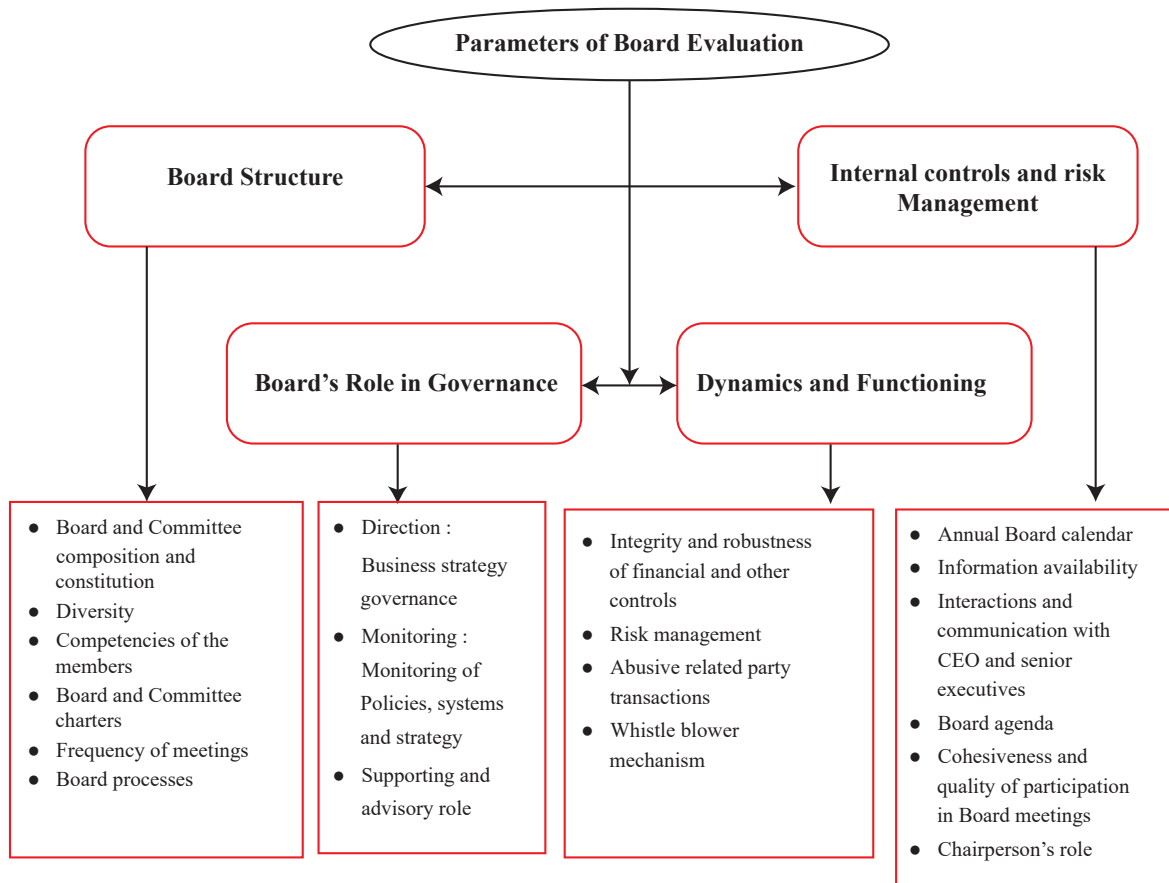 Parameters of Board Evaluation
Board Structure
Internal controls and risk
Management
Board’s Role in Governance
Dynamics and Functioning
● Board and Committee
composition and
constitution
● Diversity
● Competencies of the
members
● Board and Committee
charters
● Frequency of meetings
● Board processes
● Direction :
Business strategy
governance
● Monitoring :
Monitoring of
Policies, systems
and strategy
● Supporting and
advisory role
● Integrity and robustness
of financial and other
controls
● Risk management
● Abusive related party
transactions
● Whistle blower
mechanism
● Annual Board calendar
● Information availability
● Interactions and
communication with
CEO and senior
executives
● Board agenda
● Cohesiveness and
quality of participation
in Board meetings
● Chairperson’s role